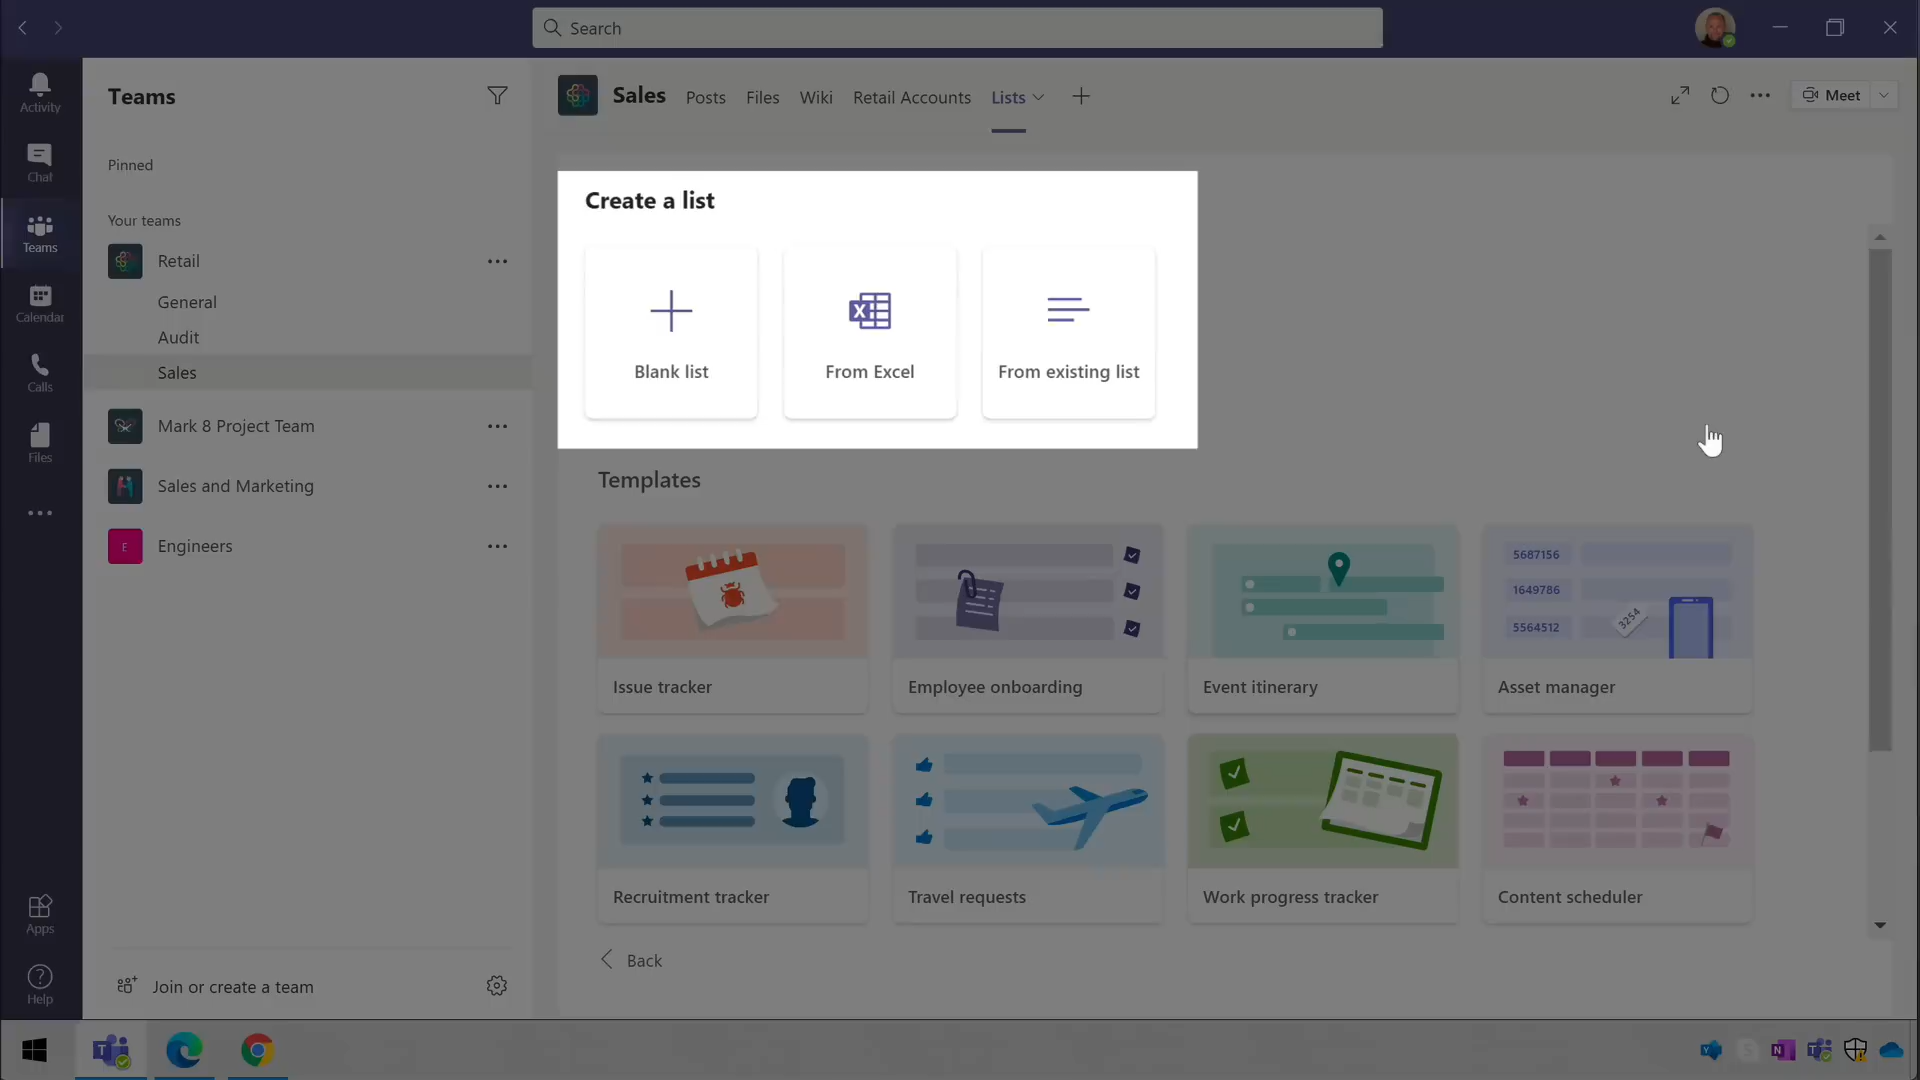 Search
Activity
Chat
Teams
Calendar
Calls
Files
Apps
Help
Teams
Pinned
Your teams
Retail
General
Audit
Sales
Mark 8 Project Team
Sales and Marketing
E
Engineers
Join or create a team
Sales
Posts
Files
Wiki
Retail Accounts
Lists
Meet
Create a list
Blank list
From Excel
From existing list
Templates
Issue tracker
Employee onboarding
Event itinerary
5687156
1649786
5564512
3254
Asset manager
Recruitment tracker
Travel requests
Work progress tracker
Content scheduler
Back